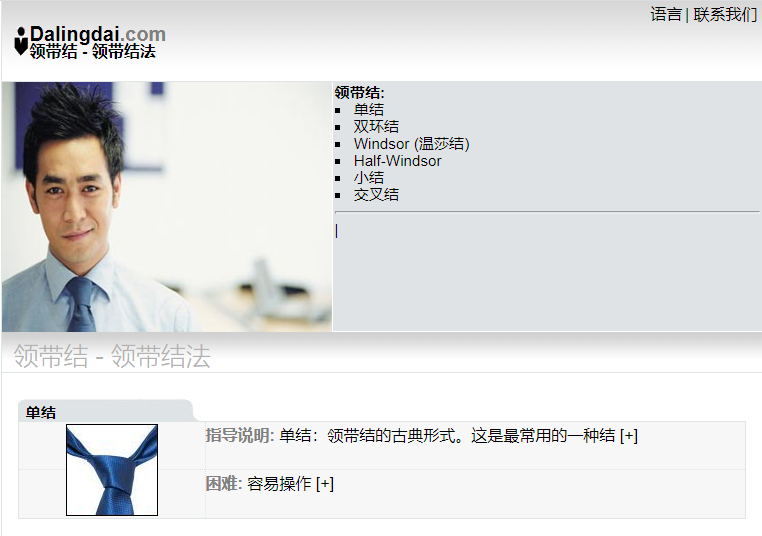 语言 | 联系我们
Dalingdai.com
领带结 - 领带结法
领带结:
单结
双环结
Windsor (温莎结)
Half-Windsor
小结
交叉结
|
领带结 - 领带结法
单结
指导说明: 单结：领带结的古典形式。这是最常用的一种结 [+]
困难: 容易操作 [+]